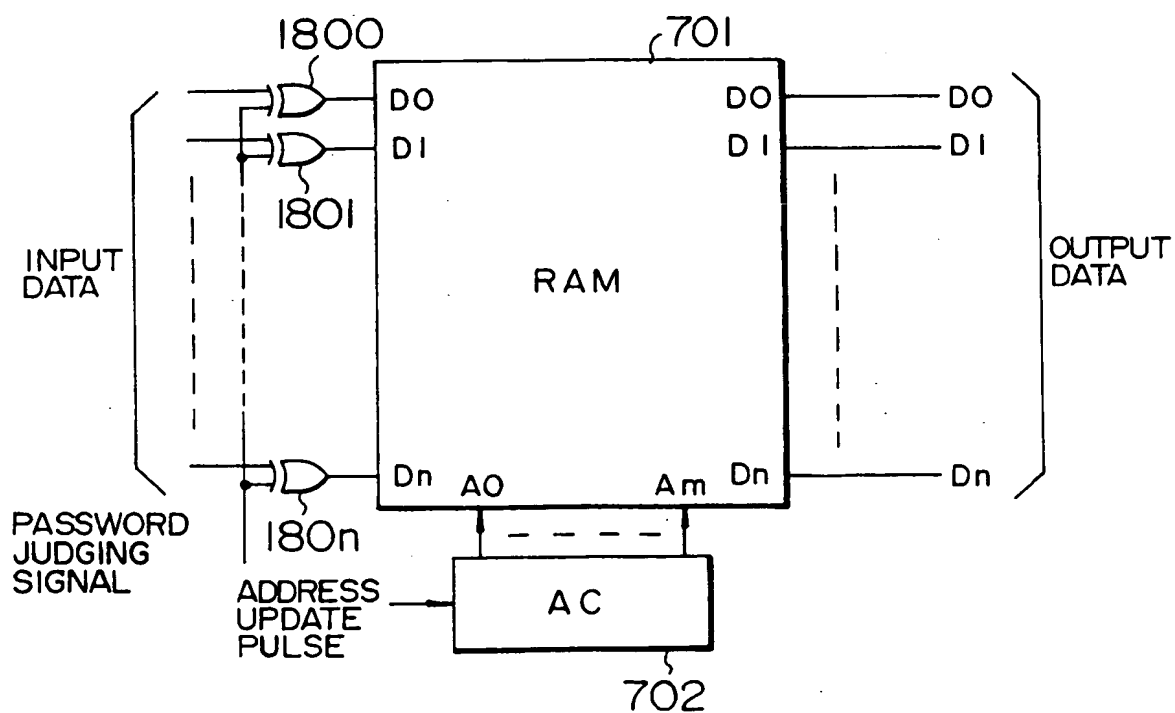 1800
701
D0
D0
D0
D1
D1
D1
1801
INPUT
DATA
RAM
OUTPUT
DATA
Dn
A0
Am
Dn
Dn
180n
PASSWORD
JUDGING
SIGNAL
ADDRESS
UPDATE
PULSE
AC
702